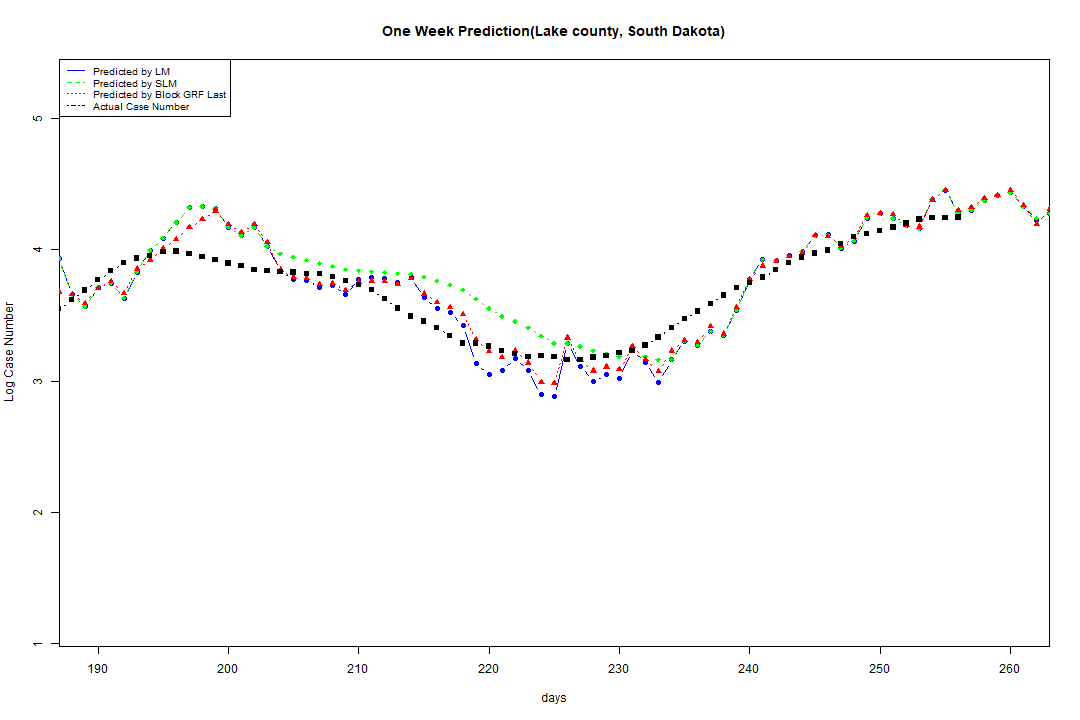 One Week Prediction(Lake county, South Dakota)
Predicted by LM
Predicted by SLM
Predicted by Block GRF Last
Actual Case Number
5
4
3
2
1
Log Case Number
190 200 210 220 230 240 250 260
days